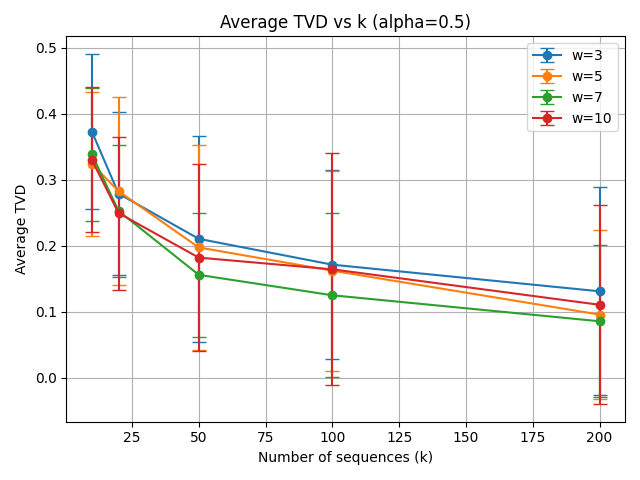 Average TVD vs k (alpha=0.5)
w=3
w=5
w=7
w=10
Average TVD
0.5
0.4
0.3
0.2
0.1
0.0
25 50 75 100 125 150 175 200
Number of sequences (k)